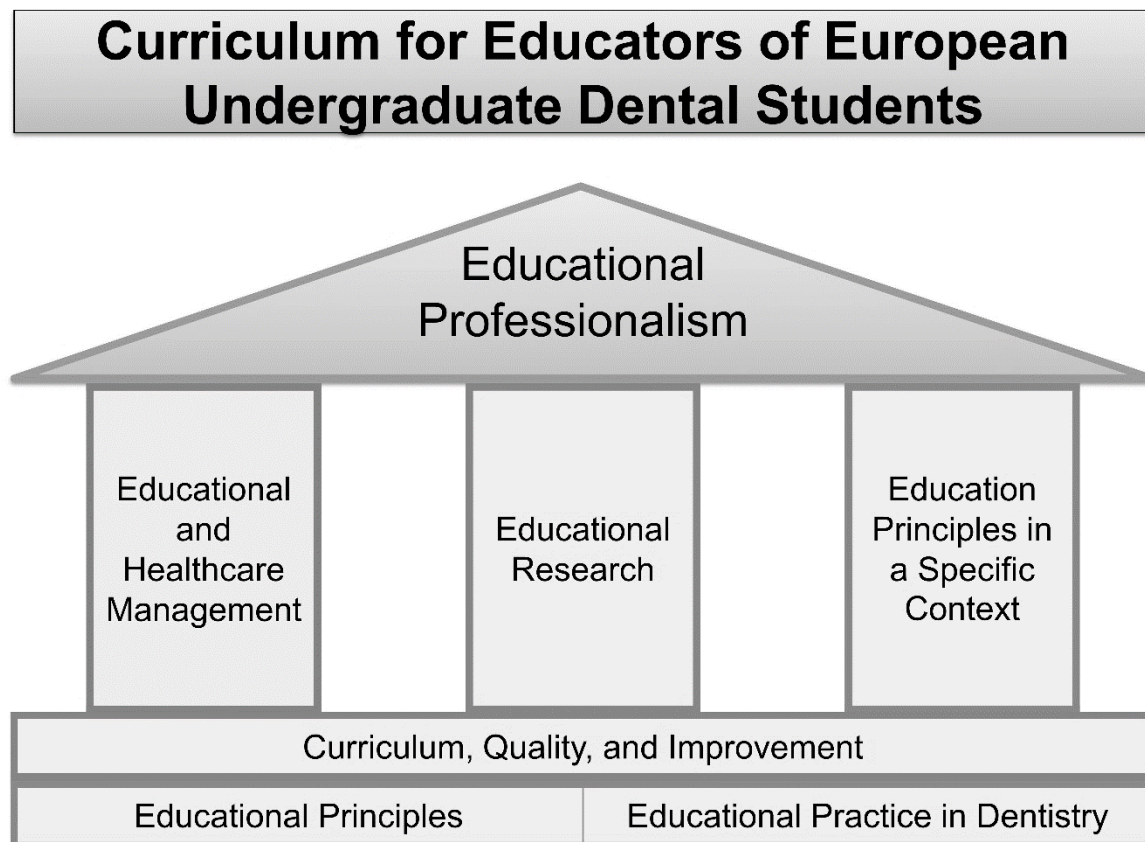 Curriculum for Educators of European
Undergraduate Dental Students
Educational
Professionalism
Educational
and
Healthcare
Management
Educational
Research
Education
Principles in
a Specific
Context
Curriculum, Quality, and Improvement
Educational Principles
Educational Practice in Dentistry